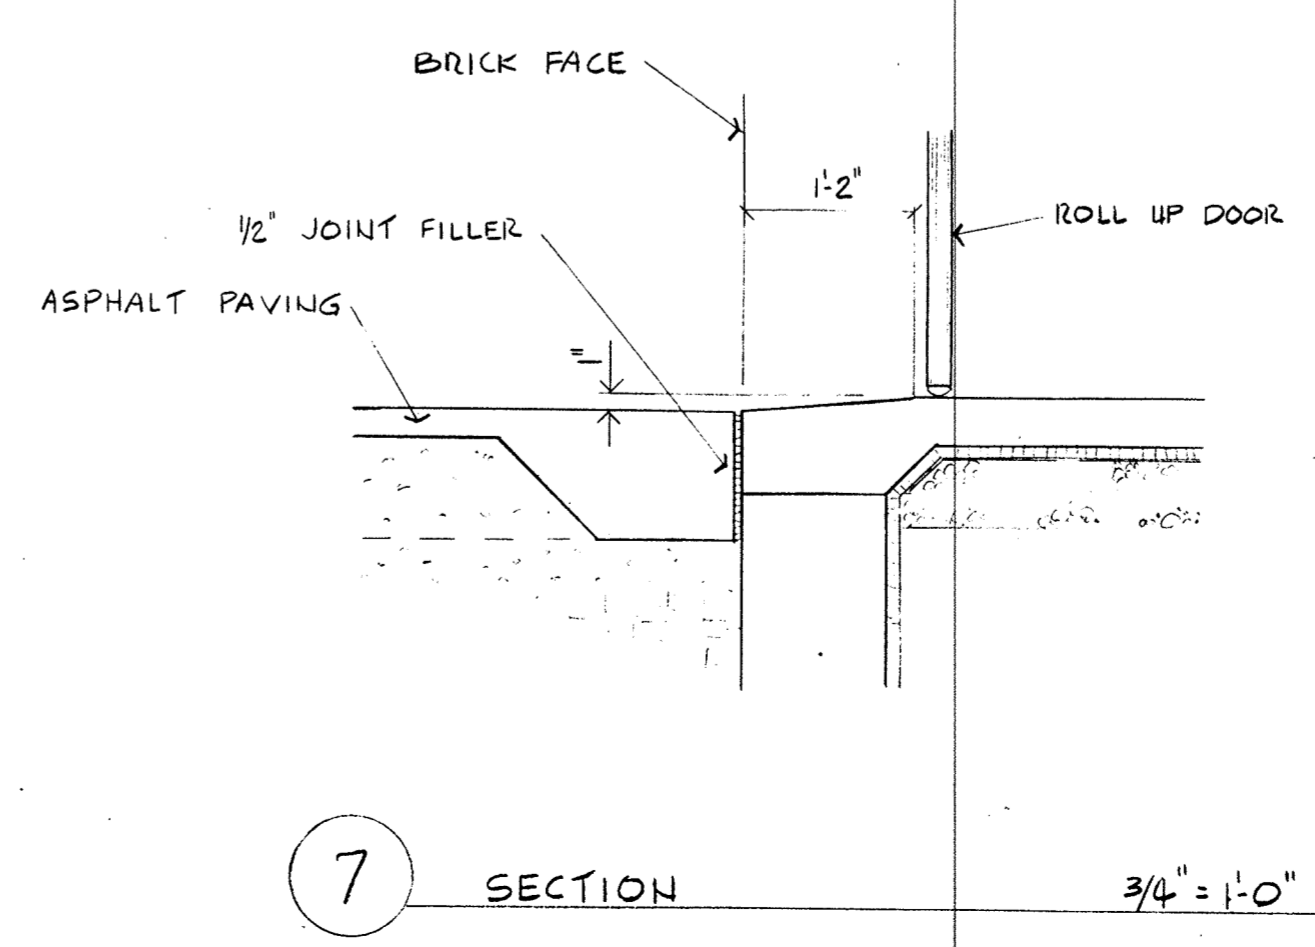 BRICK FACE
1'-2"
1/2" JOINT FILLER
ROLL UP DOOR
ASPHALT PAVING
1"
7
SECTION
3/4" = 1'-0"